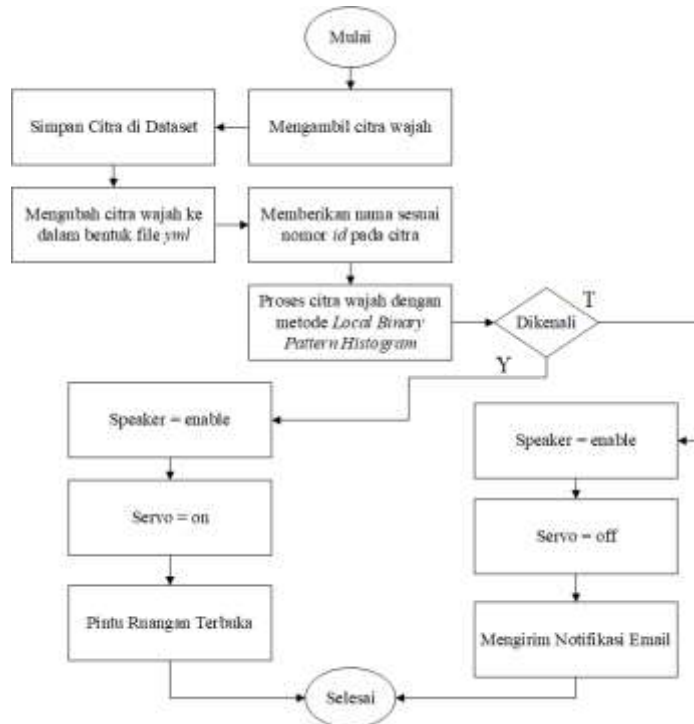 Mulai
Mengambil citra wajah
Simpan Citra di Dataset
Mengubah citra wajah ke
dalam bentuk file yml
Memberikan nama sesuai
nomor id pada citra
Proses citra wajah dengan
metode Local Binary
Pattern Histogram
Dikenali
T
Y
Speaker = enable
Servo = on
Pintu Ruangan Terbuka
Speaker = enable
Servo = off
Mengirim Notifikasi Email
Selesai